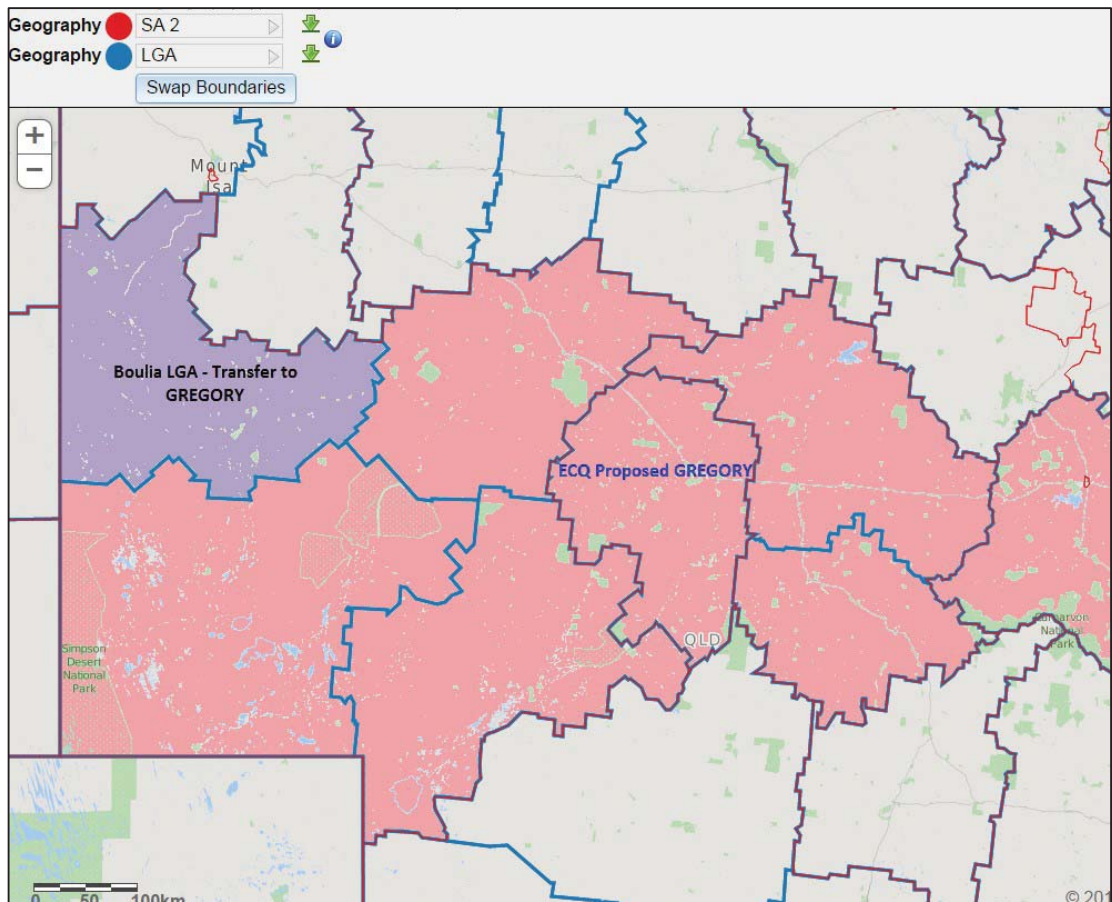 Geography SA 2
Geography LGA
Swap Boundaries
+
−
Mount
Isa
Boulia LGA - Transfer to
GREGORY
ECQ Proposed GREGORY
QLD
Carnarvon
National
Park
Simpson
Desert
National
Park
0 50 100km
© 201